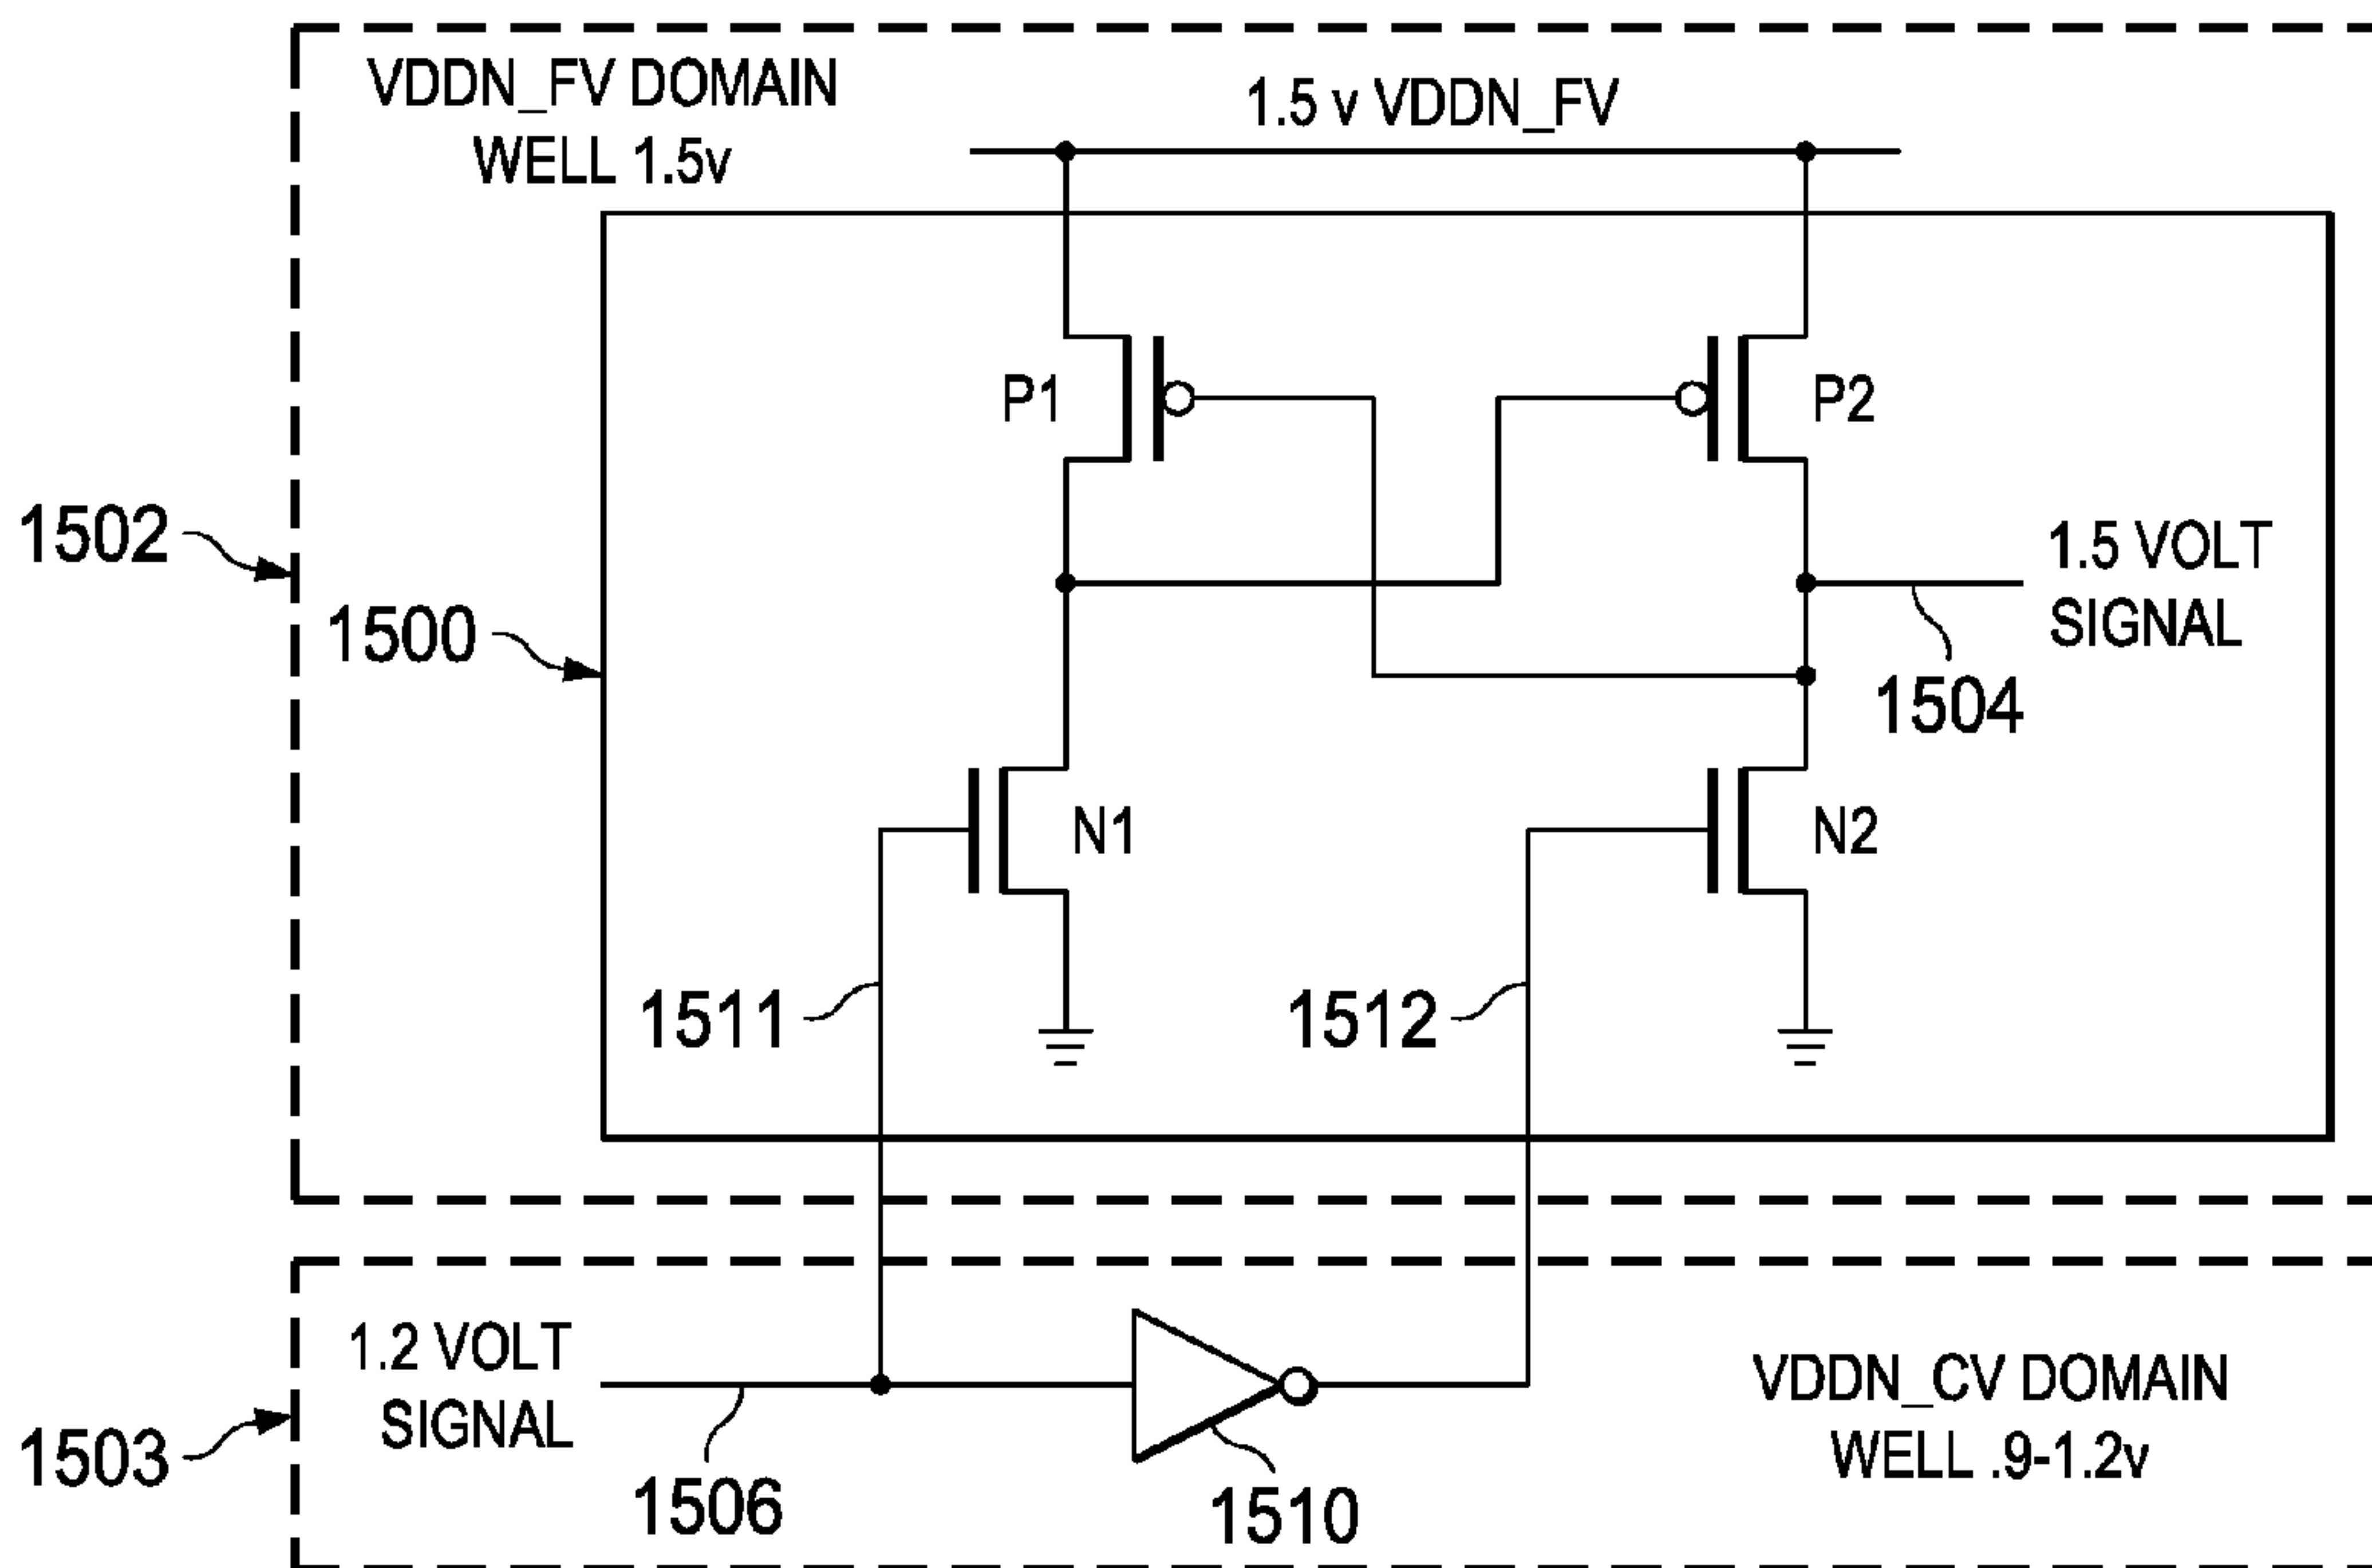 VDDN_FV DOMAIN
WELL 1.5v
1.5 v VDDN_FV
P1
P2
1502
1500
1.5 VOLT
SIGNAL
1504
N1
N2
1511
1512
1.2 VOLT
SIGNAL
1503
1506
1510
VDDN_CV DOMAIN
WELL .9-1.2v